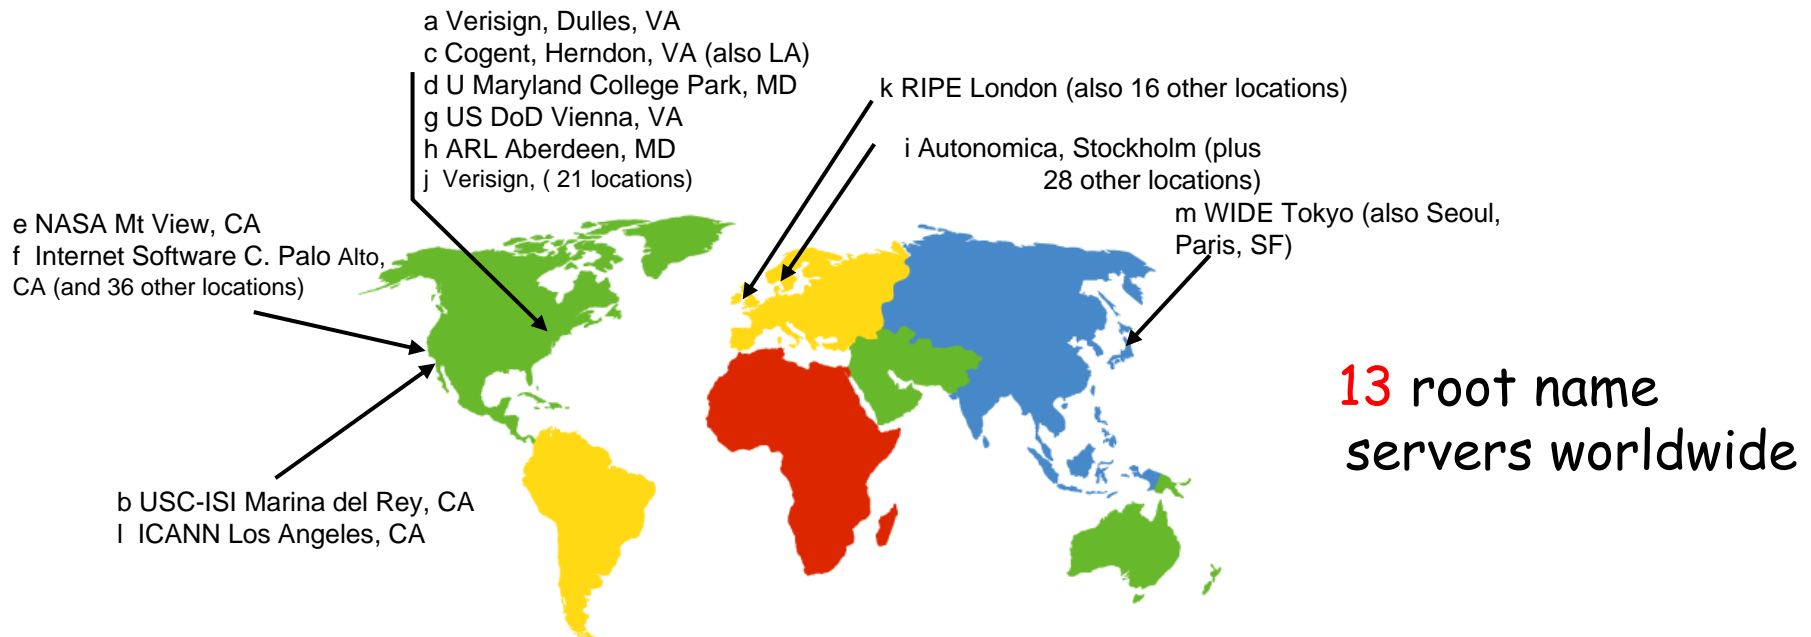 a Verisign, Dulles, VA
c Cogent, Herndon, VA (also LA)
d U Maryland College Park, MD
g US DoD Vienna, VA
h ARL Aberdeen, MD
j Verisign, ( 21 locations)
k RIPE London (also 16 other locations)
i Autonomica, Stockholm (plus
28 other locations)
m WIDE Tokyo (also Seoul,
Paris, SF)
e NASA Mt View, CA
f Internet Software C. Palo Alto,
CA (and 36 other locations)
13 root name
servers worldwide
b USC-ISI Marina del Rey, CA
l ICANN Los Angeles, CA